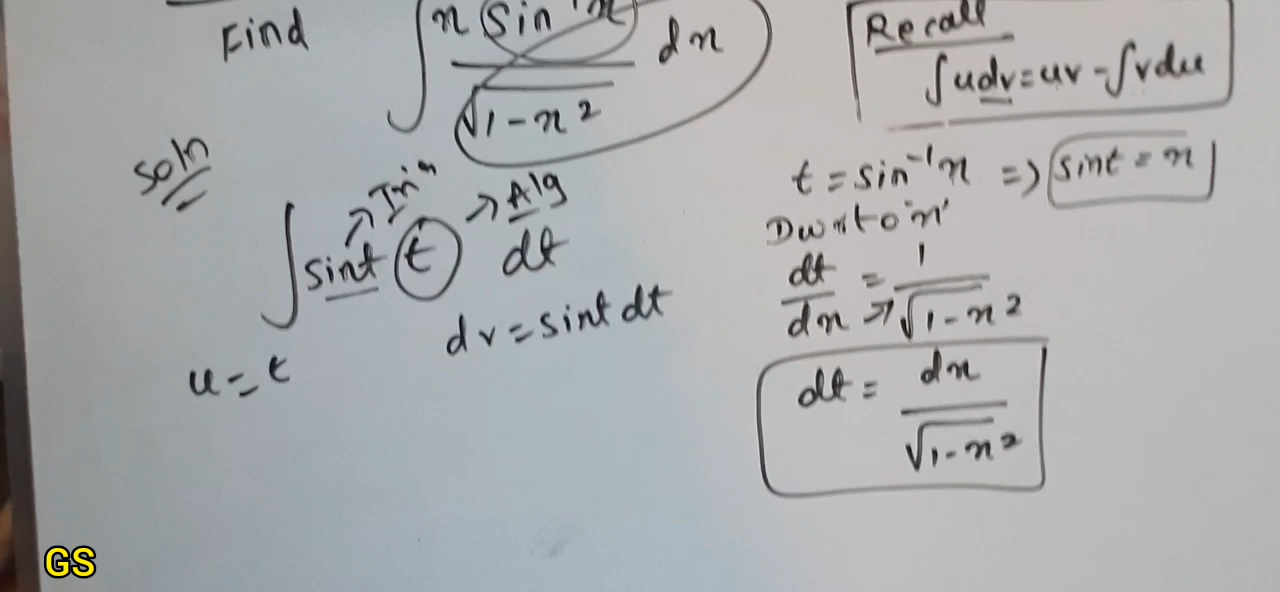 Find ∫ x sin⁻¹x / √1-x² dx
Recall
∫udv = uv - ∫vdu
Soln
t = sin⁻¹x => sint = x
D w r to 'x'
→ Alg
∫ sint t dt
dt/dx = 1/√1-x²
dv = sint dt
u = t
dt = dx/√1-x²
GS